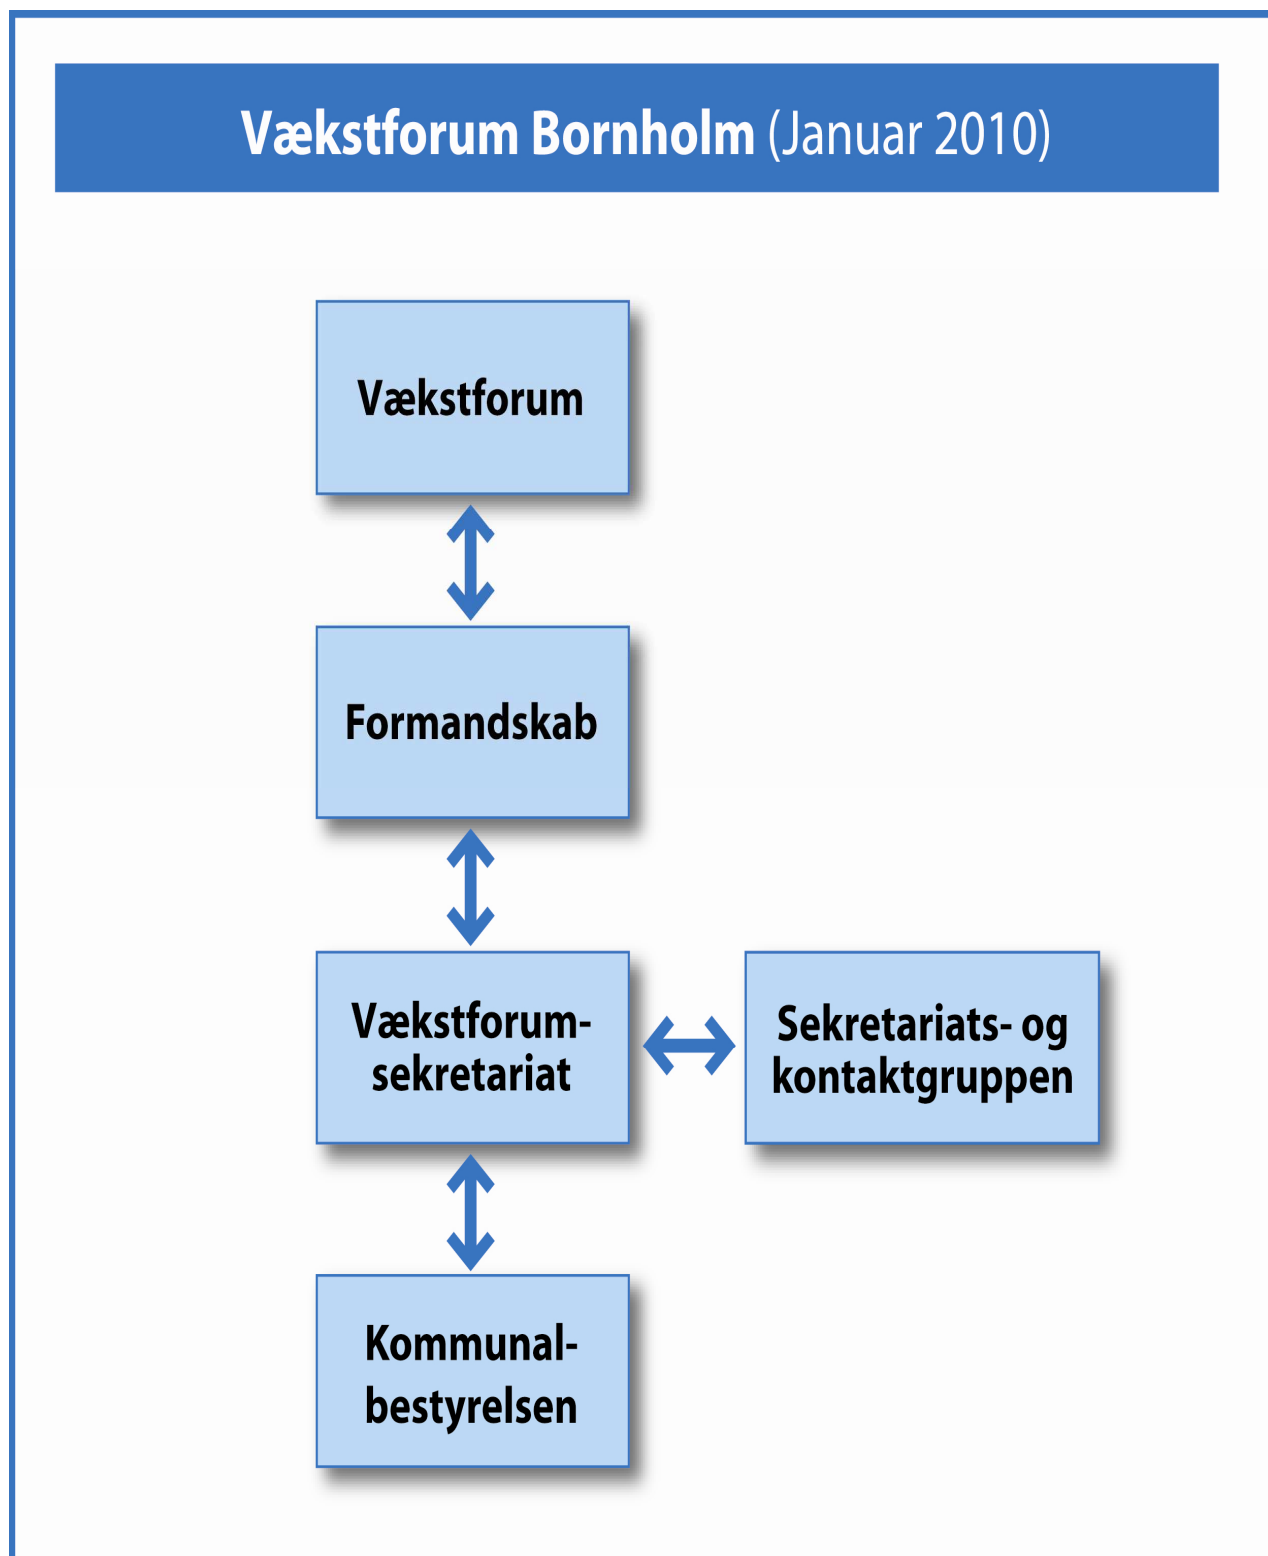 Vækstforum Bornholm (Januar 2010)
Vækstforum
Formandskab
Vækstforum-
sekretariat
Sekretariats- og
kontaktgruppen
Kommunal-
bestyrelsen